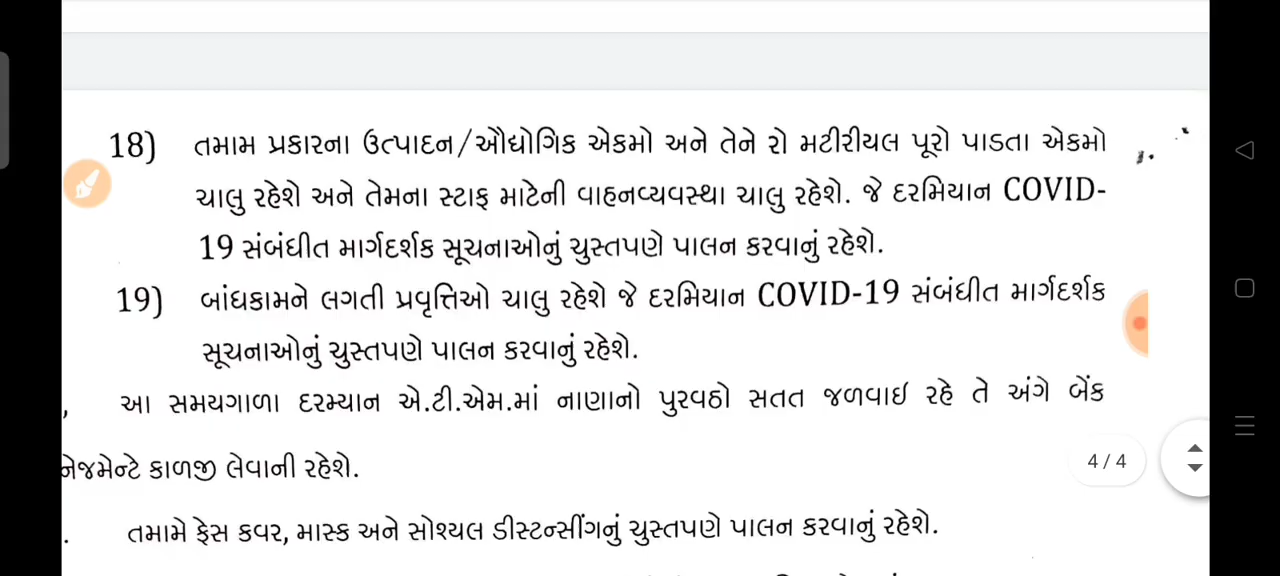 18) તમામ પ્રકારના ઉત્પાદન/ઔદ્યોગિક એકમો અને તેને રો મટીરીયલ પૂરો પાડતા એકમો
ચાલુ રહેશે અને તેમના સ્ટાફ માટેની વાહનવ્યવસ્થા ચાલુ રહેશે. જે દરમિયાન COVID-
19 સંબંધીત માર્ગદર્શક સૂચનાઓનું ચુસ્તપણે પાલન કરવાનું રહેશે.
19) બાંધકામને લગતી પ્રવૃત્તિઓ ચાલુ રહેશે જે દરમિયાન COVID-19 સંબંધીત માર્ગદર્શક
સૂચનાઓનું ચુસ્તપણે પાલન કરવાનું રહેશે.
, આ સમયગાળા દરમ્યાન એ.ટી.એમ.માં નાણાનો પુરવઠો સતત જળવાઈ રહે તે અંગે બેંક
નેજમેન્ટે કાળજી લેવાની રહેશે.
. તમામે ફેસ કવર, માસ્ક અને સોશ્યલ ડીસ્ટન્સીંગનું ચુસ્તપણે પાલન કરવાનું રહેશે.
4/4